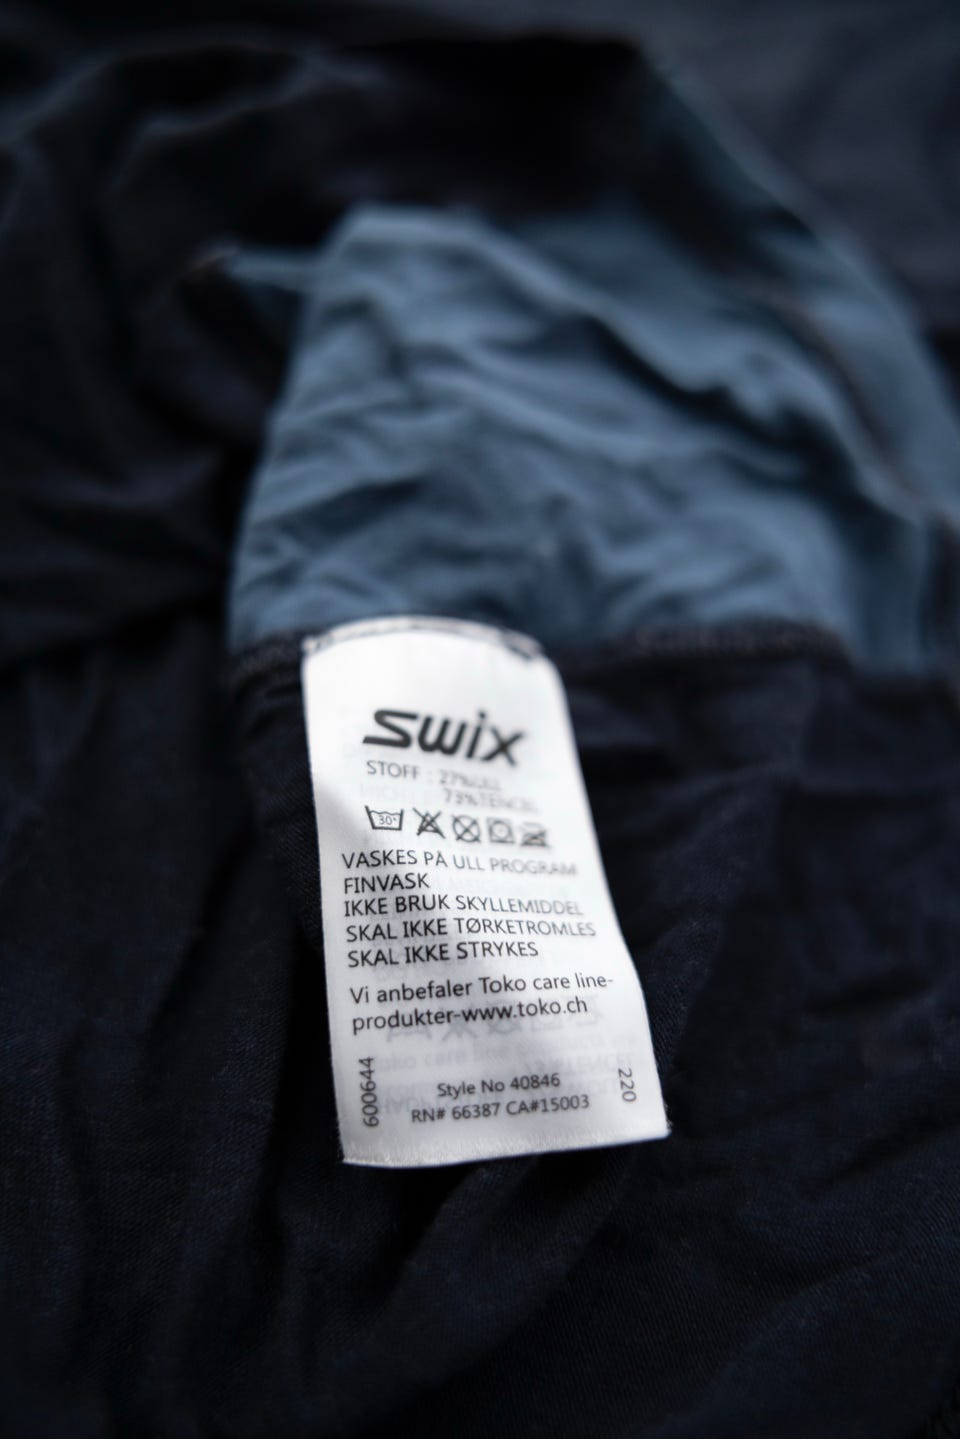 swix
STOFF : 27% ULL
73% TENCEL
30°
VASKES PÅ ULL PROGRAM
FINVASK
IKKE BRUK SKYLLEMIDDEL
SKAL IKKE TØRKETROMLES
SKAL IKKE STRYKES
Vi anbefaler Toko care line-
produkter-www.toko.ch
600644
Style No 40846
RN# 66387 CA#15003
220